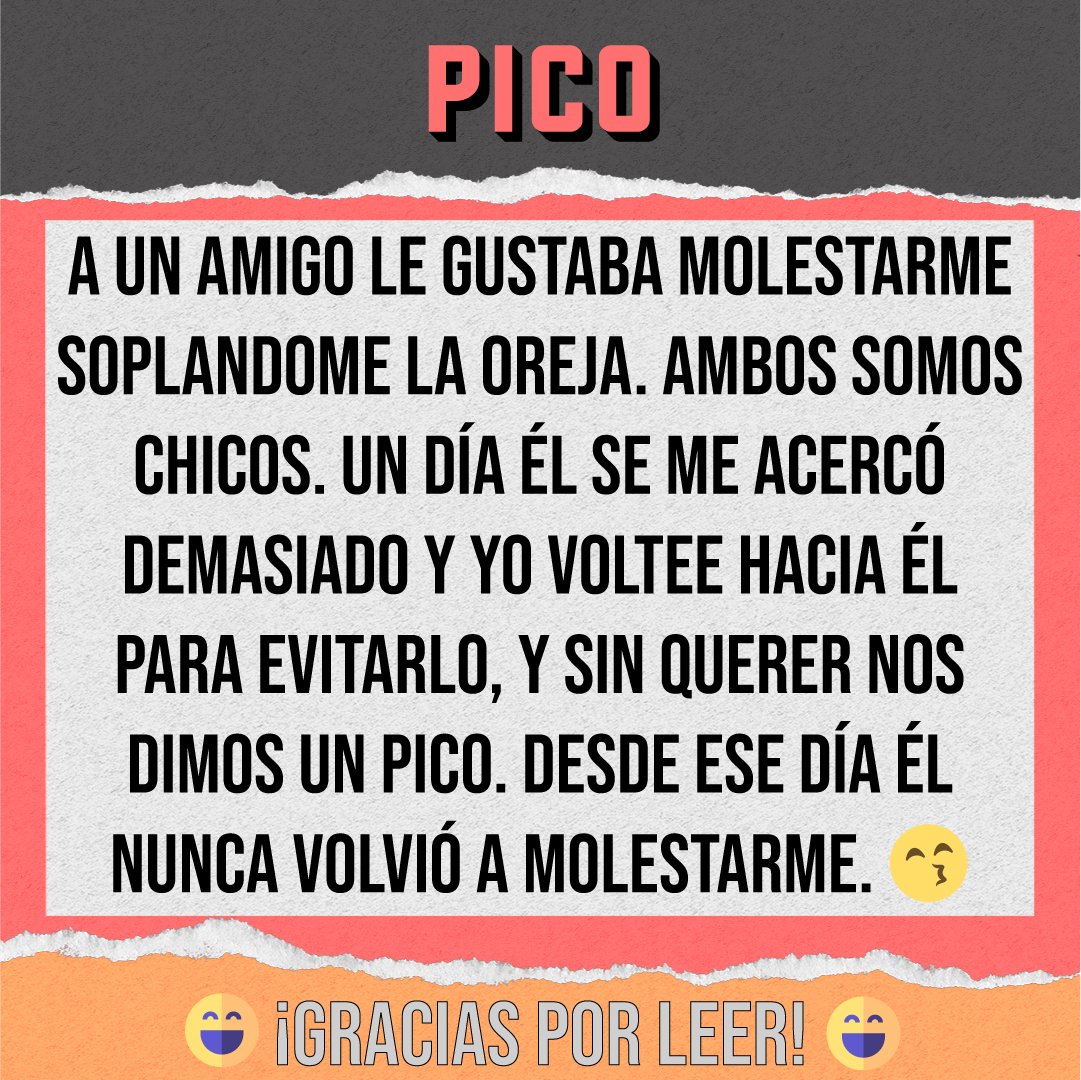 PICO
A UN AMIGO LE GUSTABA MOLESTARME
SOPLANDOME LA OREJA. AMBOS SOMOS
CHICOS. UN DÍA ÉL SE ME ACERCÓ
DEMASIADO Y YO VOLTEE HACIA ÉL
PARA EVITARLO, Y SIN QUERER NOS
DIMOS UN PICO. DESDE ESE DÍA ÉL
NUNCA VOLVIÓ A MOLESTARME. 😙
😄 ¡GRACIAS POR LEER! 😄